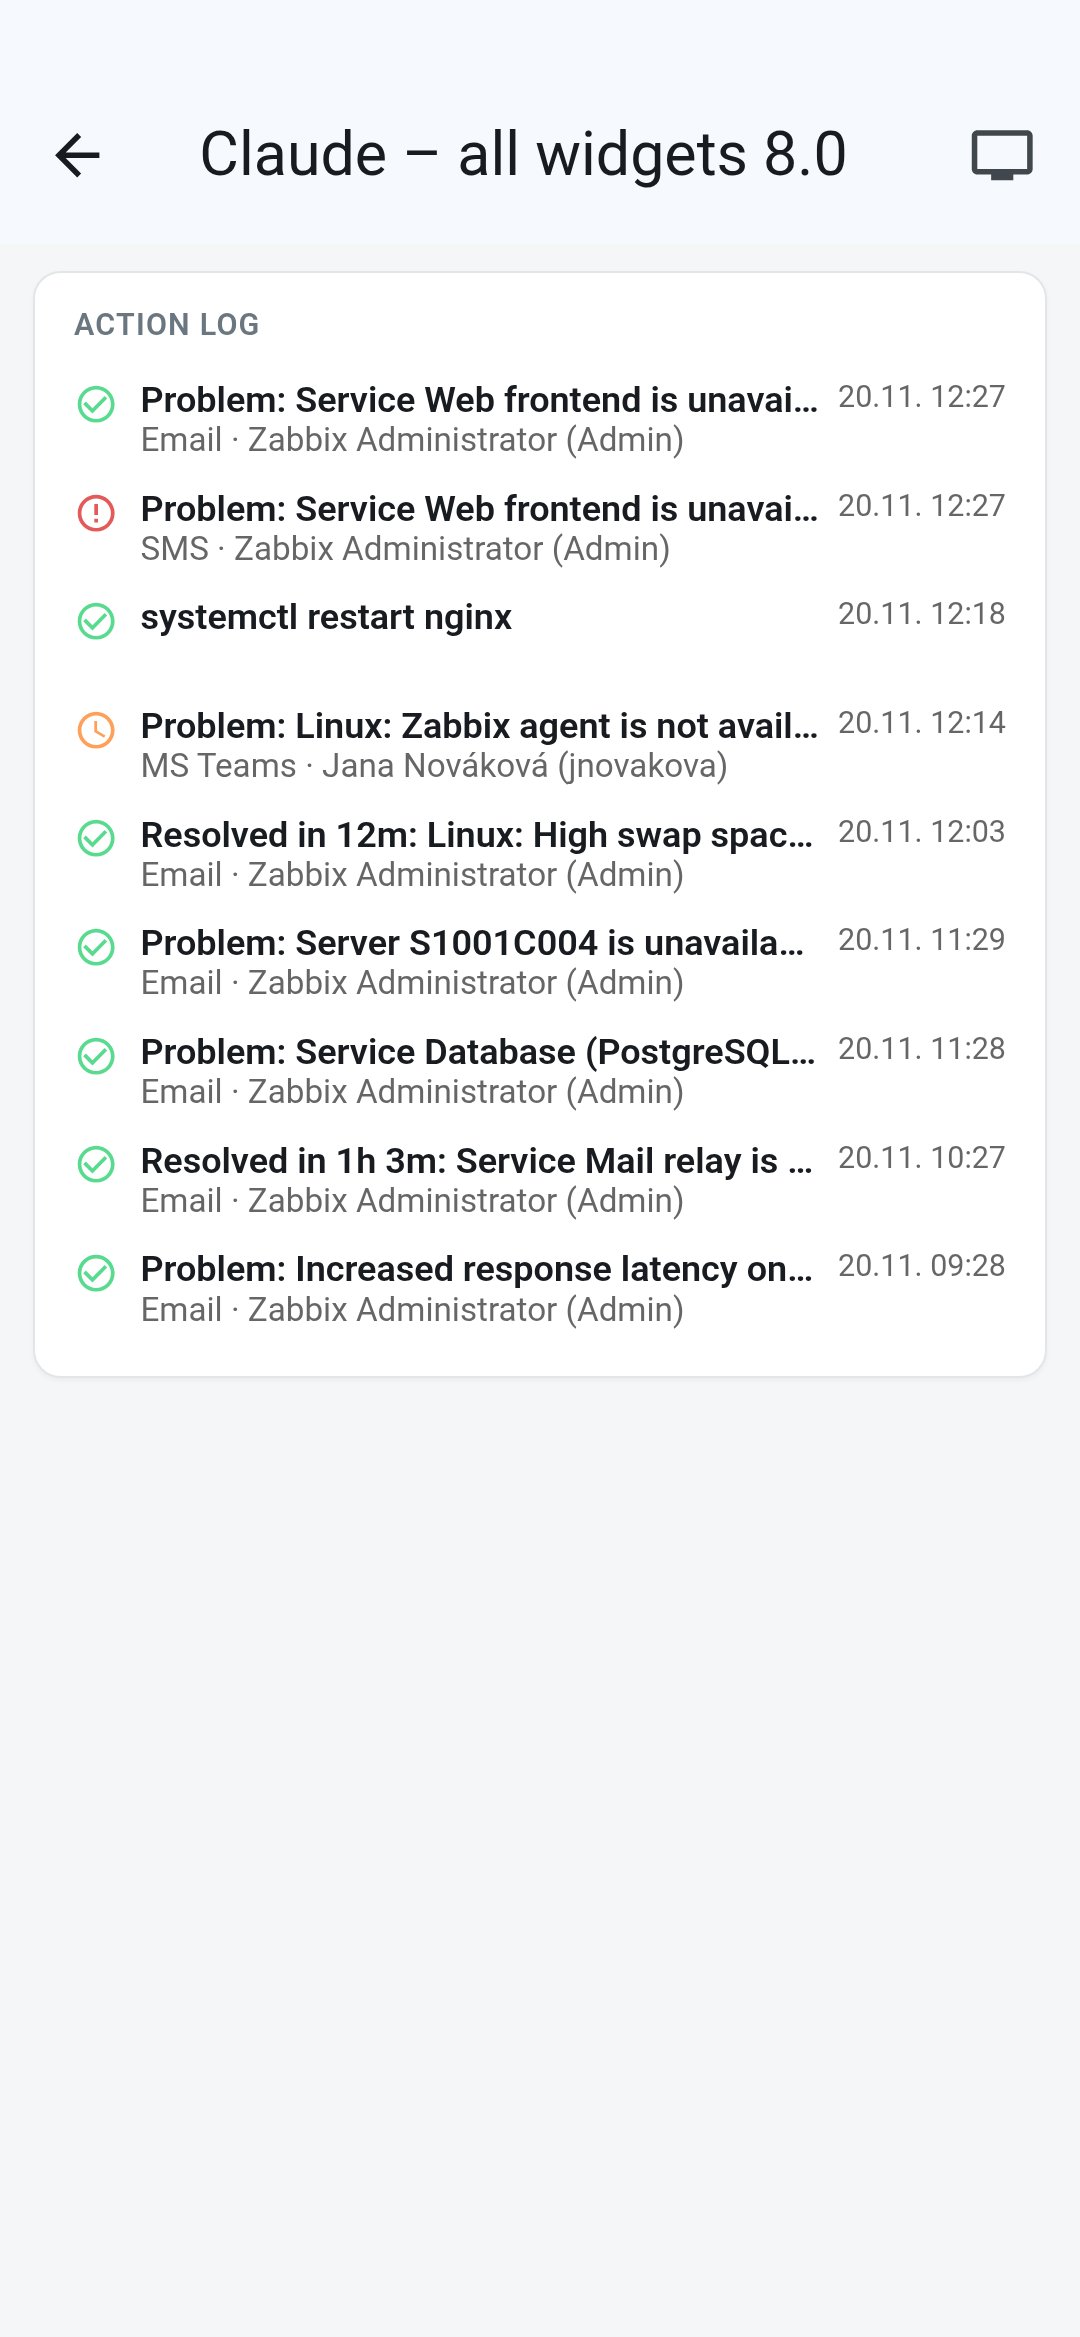 Claude – all widgets 8.0
ACTION LOG
Problem: Service Web frontend is unavai… 20.11. 12:27
Email · Zabbix Administrator (Admin)
Problem: Service Web frontend is unavai… 20.11. 12:27
SMS · Zabbix Administrator (Admin)
systemctl restart nginx 20.11. 12:18
Problem: Linux: Zabbix agent is not avail… 20.11. 12:14
MS Teams · Jana Nováková (jnovakova)
Resolved in 12m: Linux: High swap spac… 20.11. 12:03
Email · Zabbix Administrator (Admin)
Problem: Server S1001C004 is unavaila… 20.11. 11:29
Email · Zabbix Administrator (Admin)
Problem: Service Database (PostgreSQL… 20.11. 11:28
Email · Zabbix Administrator (Admin)
Resolved in 1h 3m: Service Mail relay is … 20.11. 10:27
Email · Zabbix Administrator (Admin)
Problem: Increased response latency on… 20.11. 09:28
Email · Zabbix Administrator (Admin)